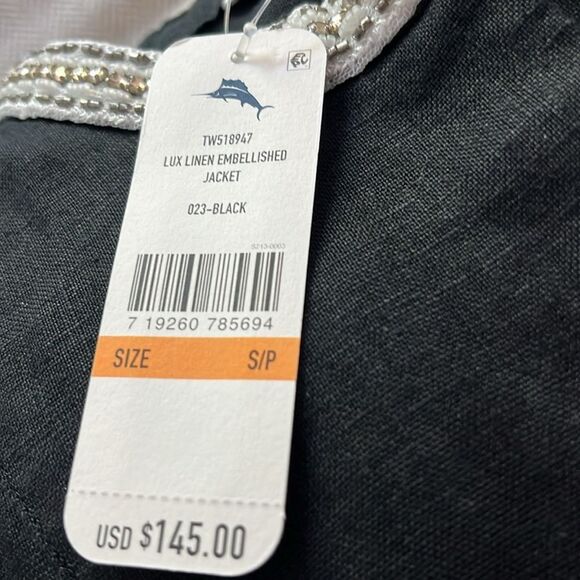 TW518947
LUX LINEN EMBELLISHED
JACKET
023-BLACK
S213-0003
7 19260 785694
SIZE S/P
USD $145.00